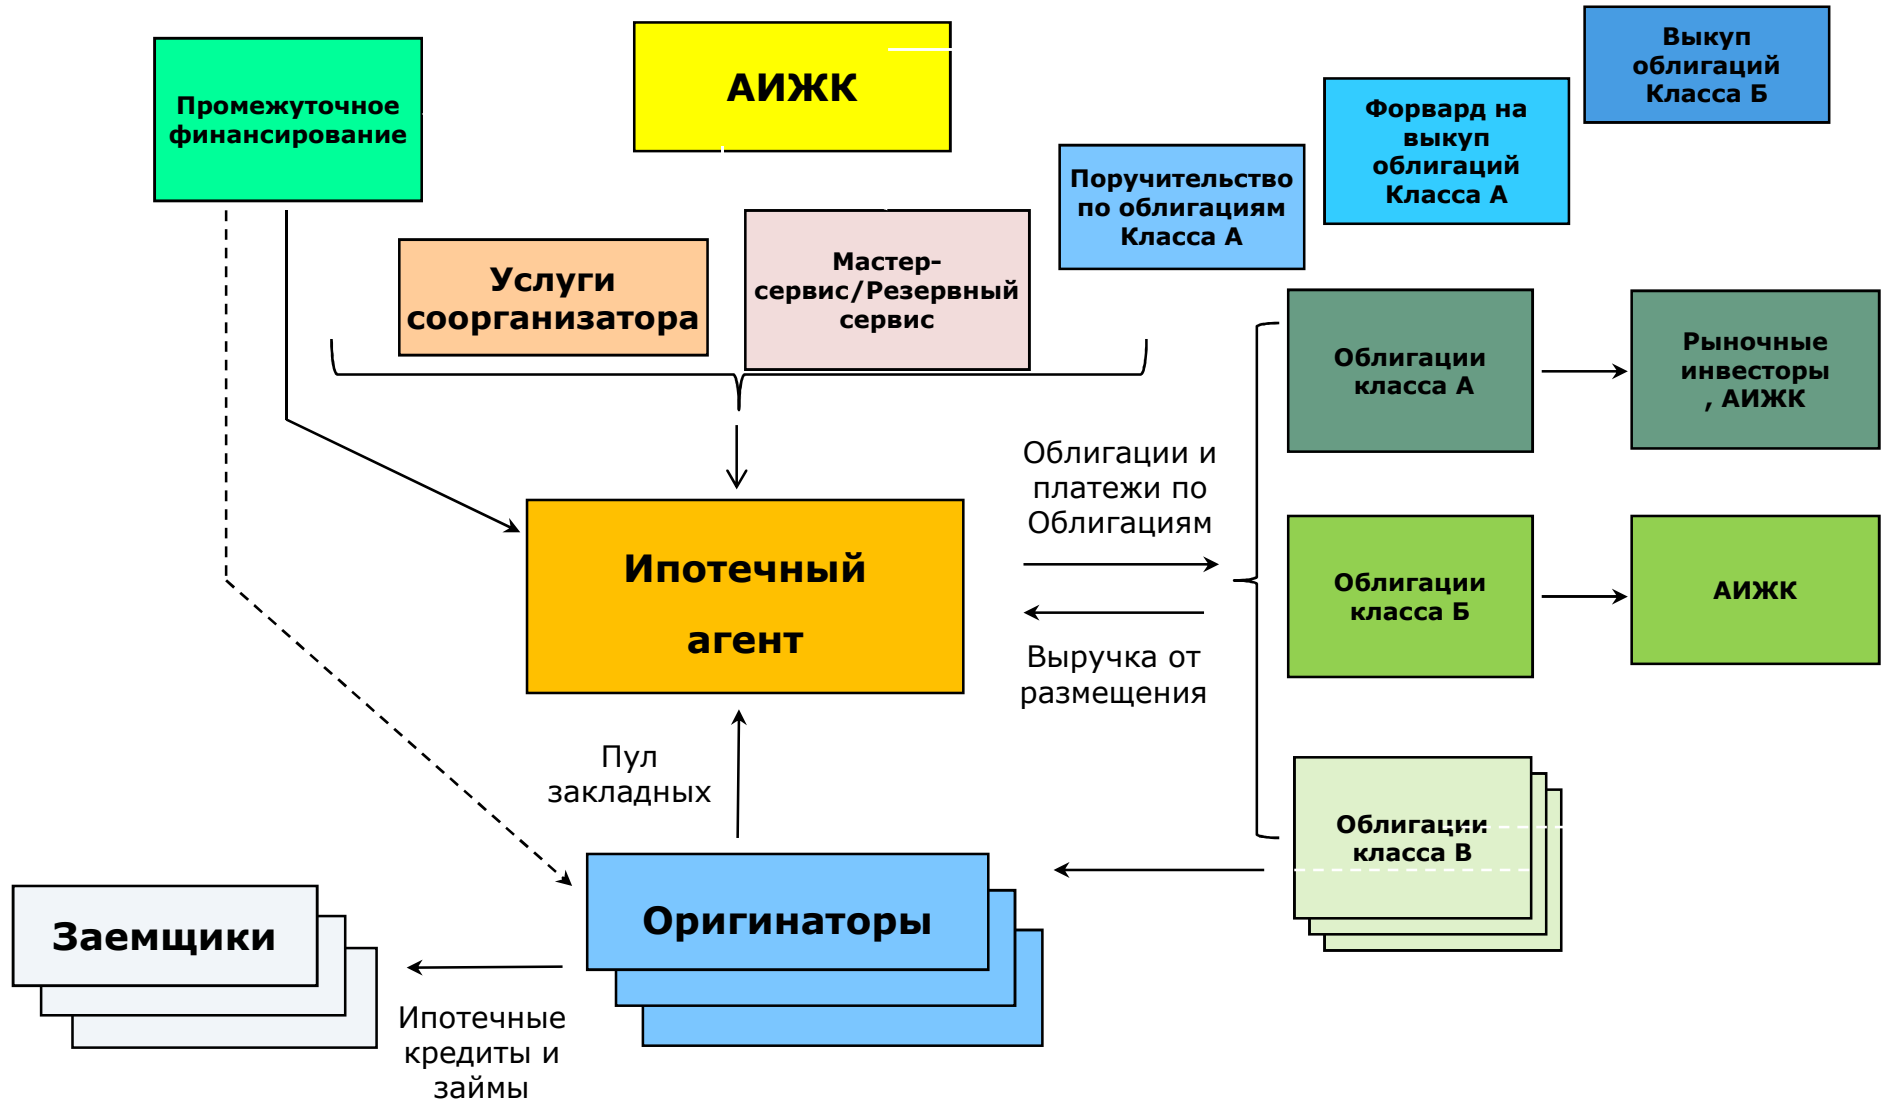 Выкуп
облигаций
Класса Б
АИЖК
Промежуточное
финансирование
Форвард на
выкуп
облигаций
Класса А
Поручительство
по облигациям
Класса А
Услуги
соорганизатора
Мастер-
сервис/Резервный
сервис
Облигации
класса А
Рыночные
инвесторы
, АИЖК
Облигации и
платежи по
Облигациям
Ипотечный
агент
Облигации
класса Б
АИЖК
Выручка от
размещения
Пул
закладных
Облигации
класса В
Оригинаторы
Заемщики
Ипотечные
кредиты и
займы